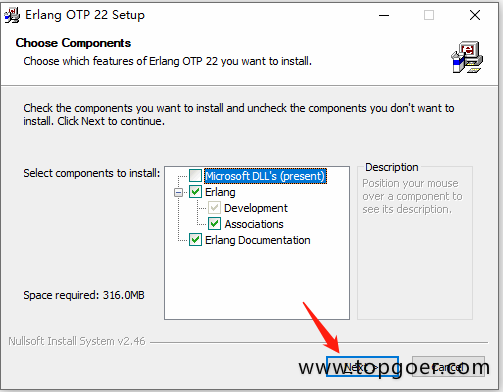 Erlang OTP 22 Setup
Choose Components
Choose which features of Erlang OTP 22 you want to install.
Check the components you want to install and uncheck the components you don't want to
install. Click Next to continue.
Select components to install:
Microsoft DLL's (present)
Erlang
Development
Associations
Erlang Documentation
Description
Position your mouse
over a component to
see its description.
Space required: 316.0MB
Nullsoft Install System v2.46
Next >
Cancel
www.topgoer.com